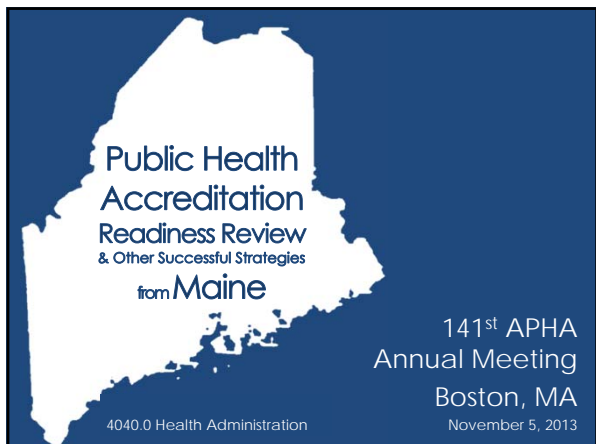 Public Health
Accreditation
Readiness Review
& Other Successful Strategies
from Maine
141st APHA
Annual Meeting
Boston, MA
4040.0 Health Administration
November 5, 2013